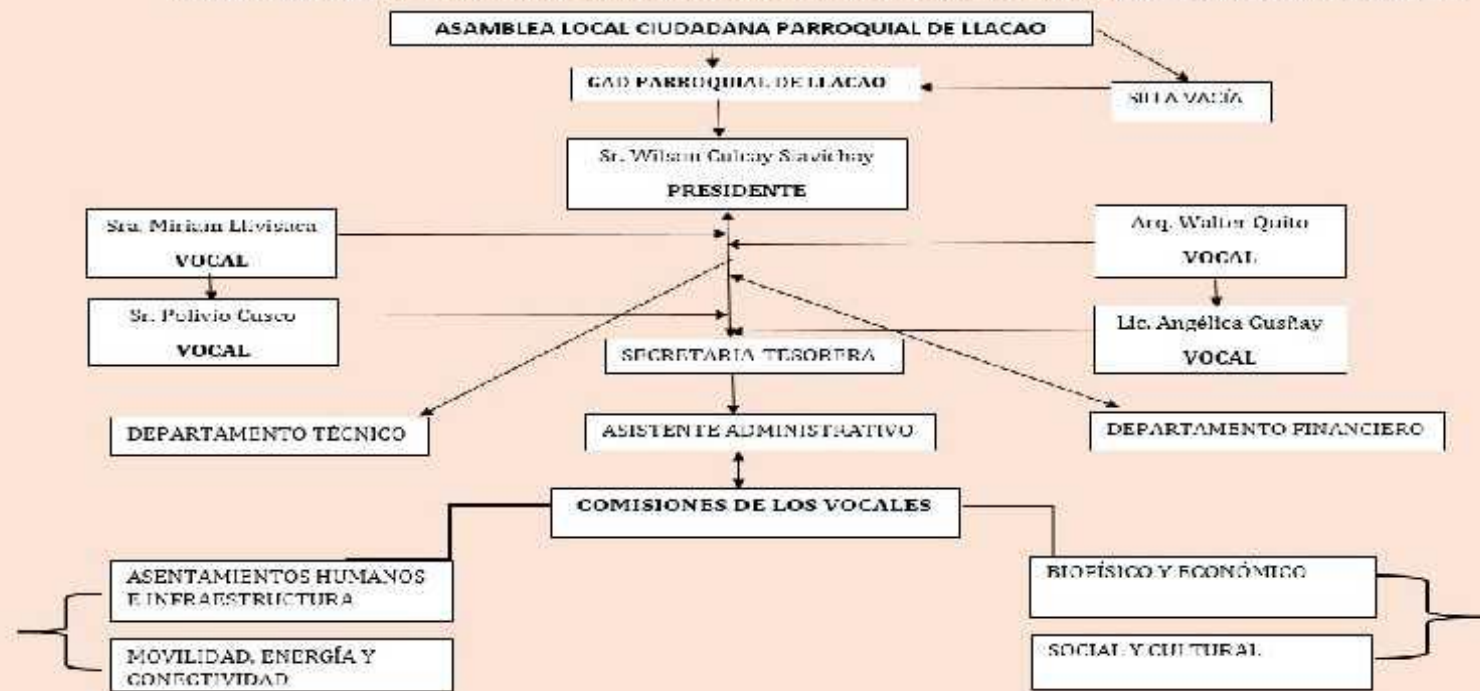 ASAMBLEA LOCAL CIUDADANA PARROQUIAL DE LLACAO
GAD PARROQUIAL DE LLACAO
SILLA VACÍA
Sr. Wilson
PRESIDENTE
Sra. Miriam Llivisaca
VOCAL
Arq. Walter Quito
VOCAL
Sr. Polivio Cusco
VOCAL
Lic. Angélica Gusñay
VOCAL
SECRETARIA TESORERA
DEPARTAMENTO TÉCNICO
ASISTENTE ADMINISTRATIVO
DEPARTAMENTO FINANCIERO
COMISIONES DE LOS VOCALES
ASENTAMIENTOS HUMANOS
E INFRAESTRUCTURA
BIOFÍSICO Y ECONÓMICO
MOVILIDAD, ENERGÍA Y
CONECTIVIDAD
SOCIAL Y CULTURAL